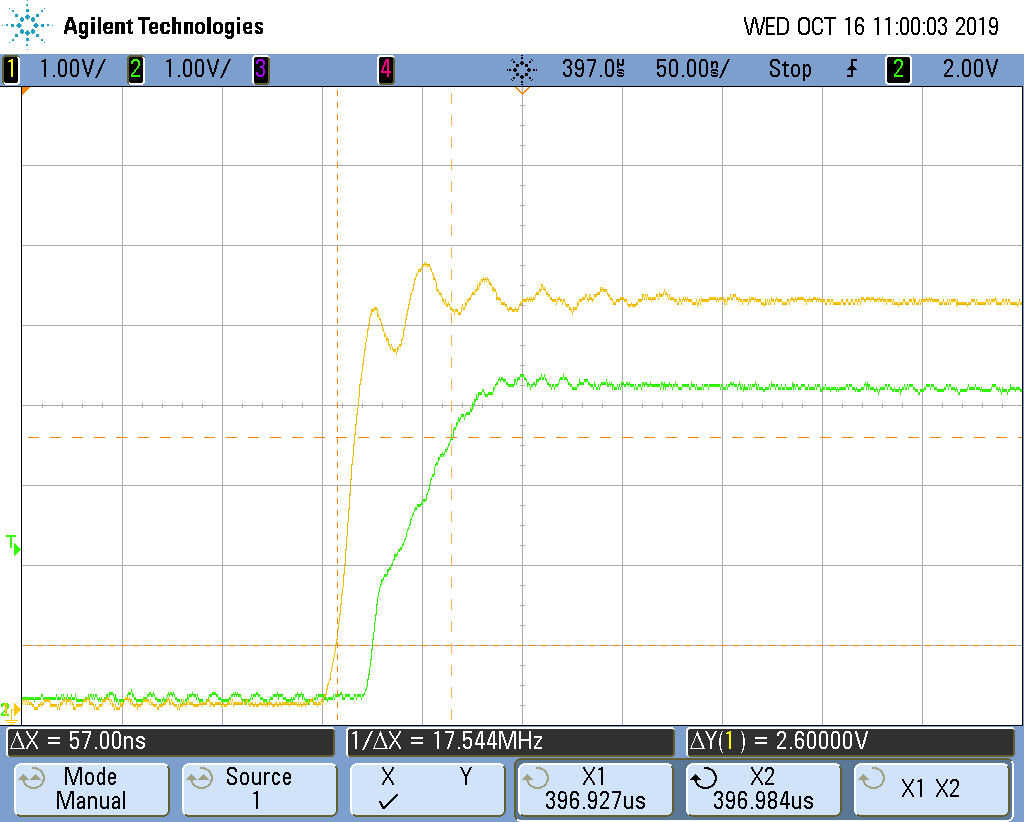 Agilent Technologies WED OCT 16 11:00:03 2019
1 1.00V/ 2 1.00V/ 3 4 397.0µs 50.00ns/ Stop 2 2.00V
T
2
ΔX = 57.00ns 1/ΔX = 17.544MHz ΔY(1) = 2.60000V
Mode Source X Y X1 X2 X1 X2
Manual 1 396.927us 396.984us